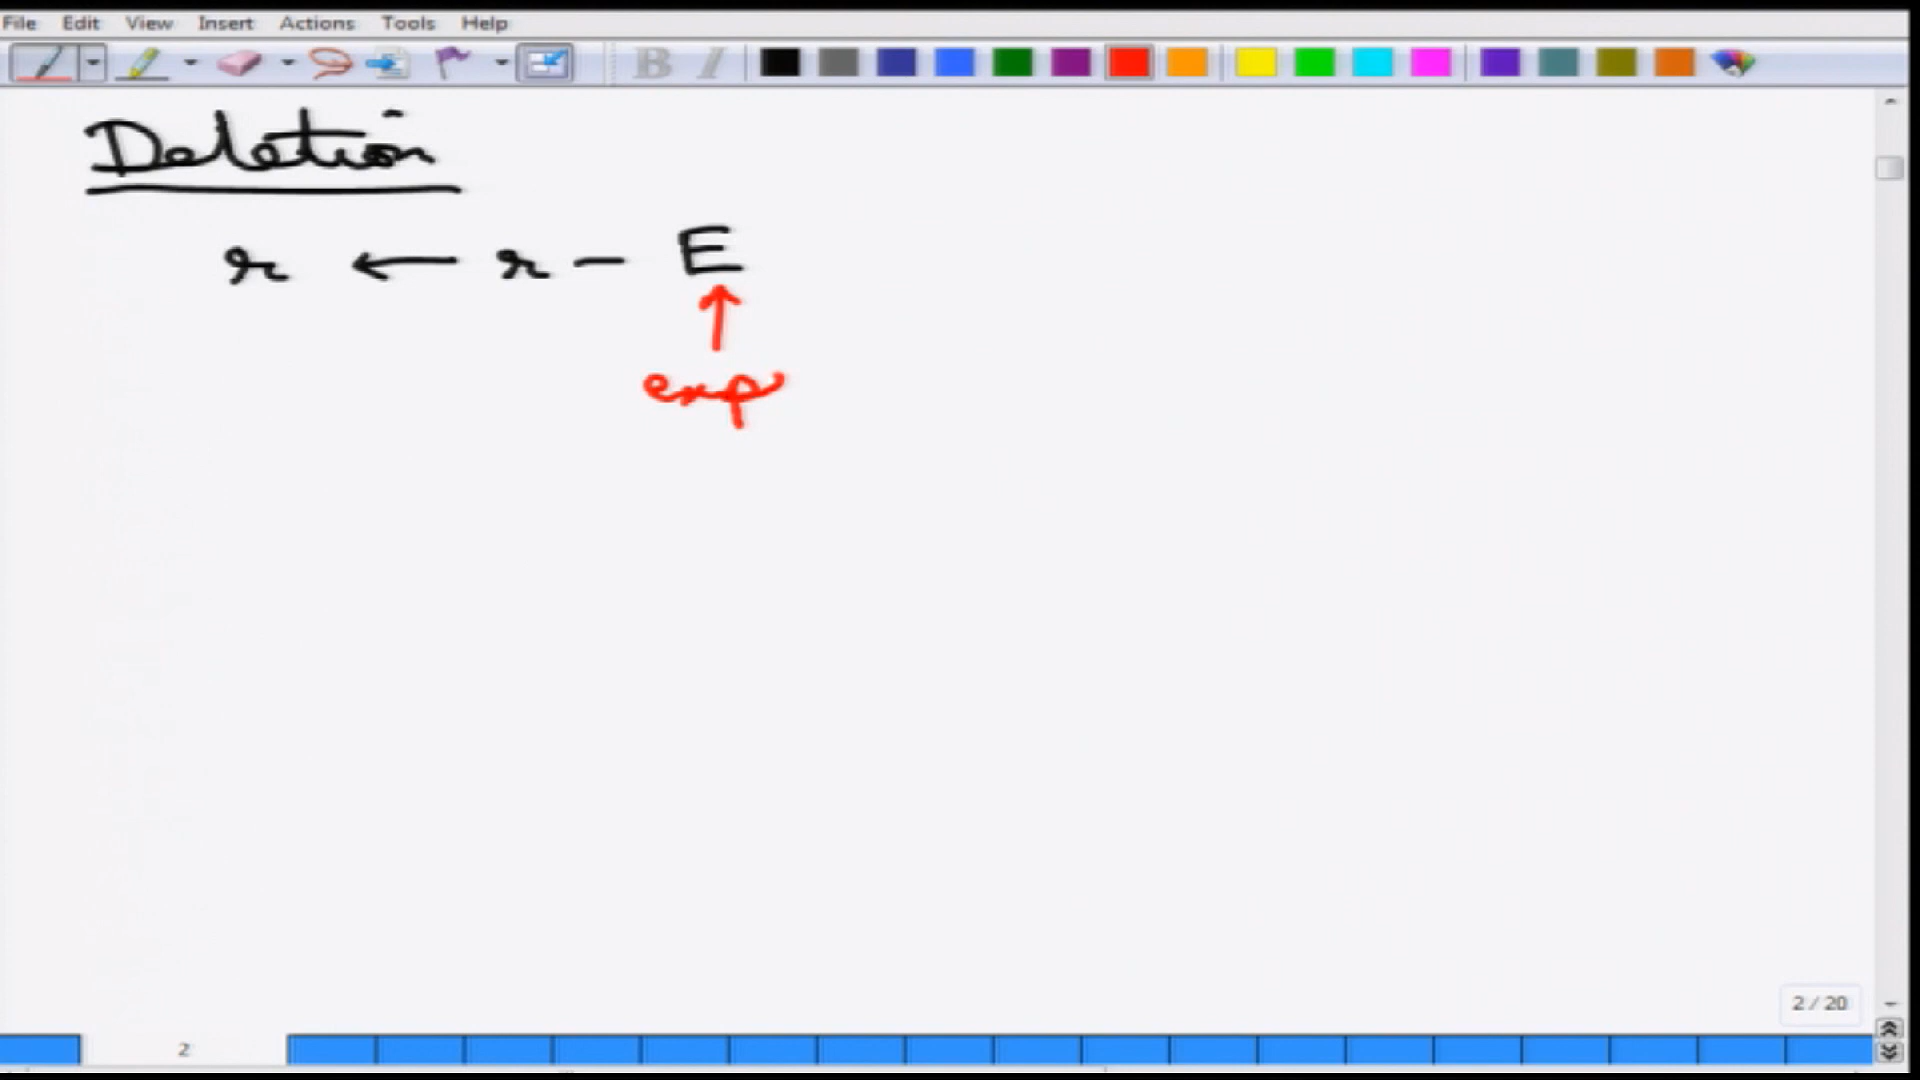 File Edit View Insert Actions Tools Help
B I
Deletion
r ← r - E
↑
exp
2 / 20
2